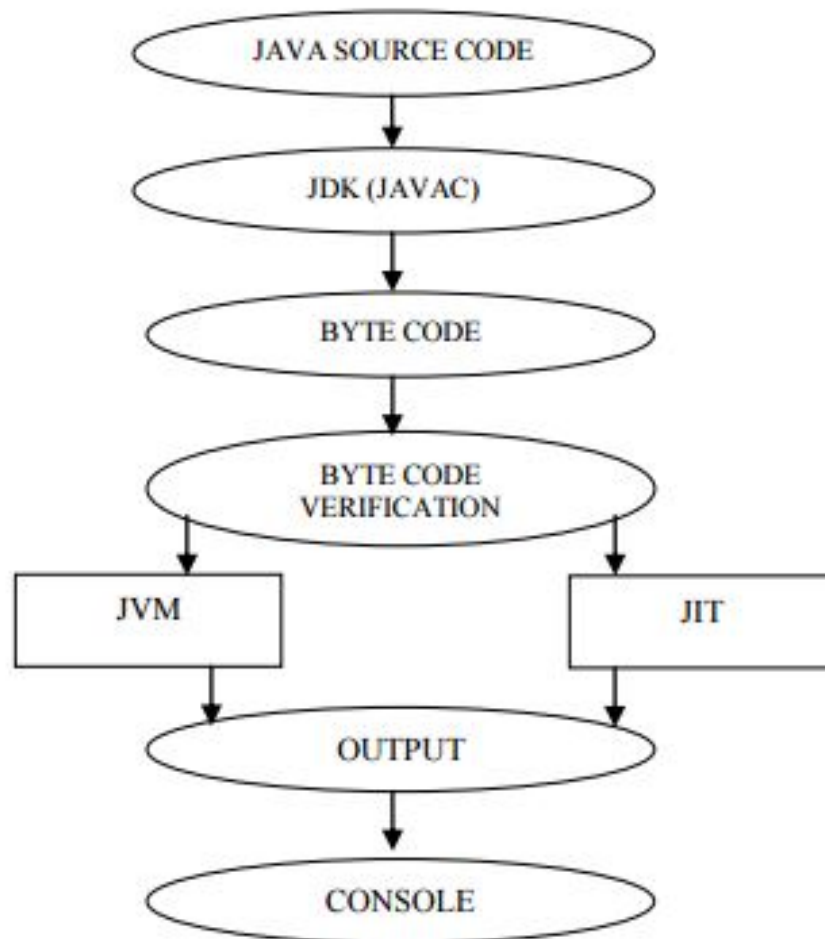 JAVA SOURCE CODE
JDK (JAVAC)
BYTE CODE
BYTE CODE
VERIFICATION
JVM
JIT
OUTPUT
CONSOLE